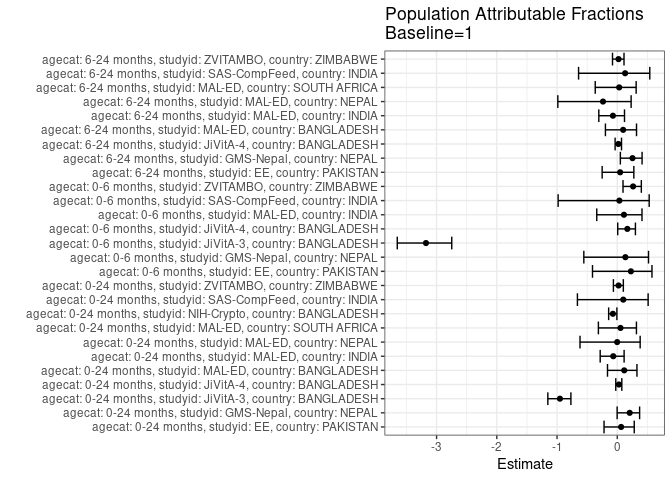 Population Attributable Fractions
Baseline=1
agecat: 6-24 months, studyid: ZVITAMBO, country: ZIMBABWE
agecat: 6-24 months, studyid: SAS-CompFeed, country: INDIA
agecat: 6-24 months, studyid: MAL-ED, country: SOUTH AFRICA
agecat: 6-24 months, studyid: MAL-ED, country: NEPAL
agecat: 6-24 months, studyid: MAL-ED, country: INDIA
agecat: 6-24 months, studyid: MAL-ED, country: BANGLADESH
agecat: 6-24 months, studyid: JiVitA-4, country: BANGLADESH
agecat: 6-24 months, studyid: GMS-Nepal, country: NEPAL
agecat: 6-24 months, studyid: EE, country: PAKISTAN
agecat: 0-6 months, studyid: ZVITAMBO, country: ZIMBABWE
agecat: 0-6 months, studyid: SAS-CompFeed, country: INDIA
agecat: 0-6 months, studyid: MAL-ED, country: INDIA
agecat: 0-6 months, studyid: JiVitA-4, country: BANGLADESH
agecat: 0-6 months, studyid: JiVitA-3, country: BANGLADESH
agecat: 0-6 months, studyid: GMS-Nepal, country: NEPAL
agecat: 0-6 months, studyid: EE, country: PAKISTAN
agecat: 0-24 months, studyid: ZVITAMBO, country: ZIMBABWE
agecat: 0-24 months, studyid: SAS-CompFeed, country: INDIA
agecat: 0-24 months, studyid: NIH-Crypto, country: BANGLADESH
agecat: 0-24 months, studyid: MAL-ED, country: SOUTH AFRICA
agecat: 0-24 months, studyid: MAL-ED, country: NEPAL
agecat: 0-24 months, studyid: MAL-ED, country: INDIA
agecat: 0-24 months, studyid: MAL-ED, country: BANGLADESH
agecat: 0-24 months, studyid: JiVitA-4, country: BANGLADESH
agecat: 0-24 months, studyid: JiVitA-3, country: BANGLADESH
agecat: 0-24 months, studyid: GMS-Nepal, country: NEPAL
agecat: 0-24 months, studyid: EE, country: PAKISTAN
-3 -2 -1 0
Estimate